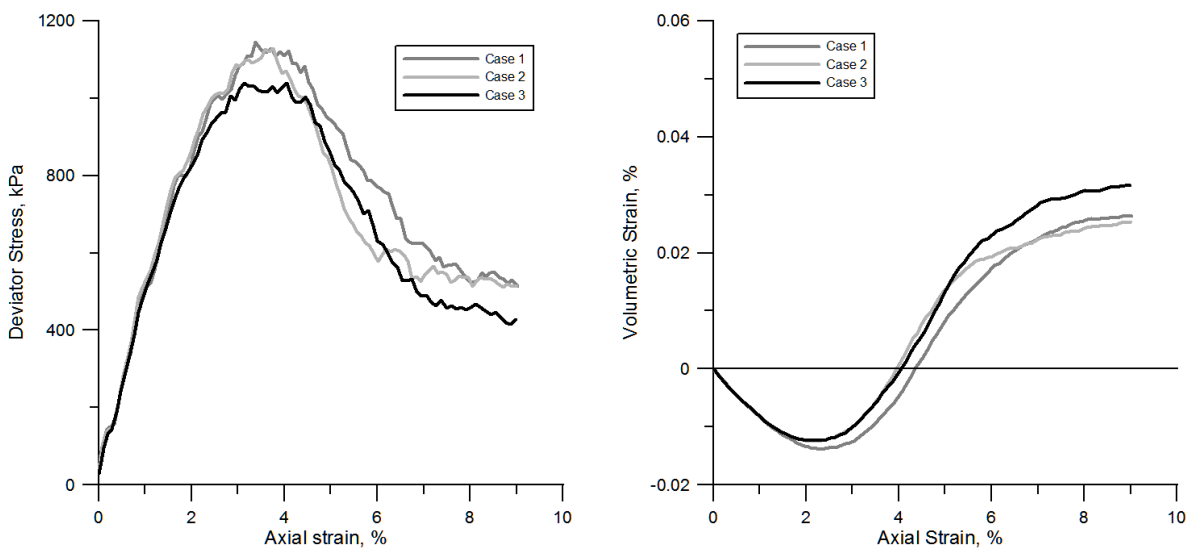 1200
800
400
0
Deviator Stress, kPa
Case 1
Case 2
Case 3
0 2 4 6 8 10
Axial strain, %
0.06
0.04
0.02
0
-0.02
Volumetric Strain, %
Case 1
Case 2
Case 3
0 2 4 6 8 10
Axial Strain, %